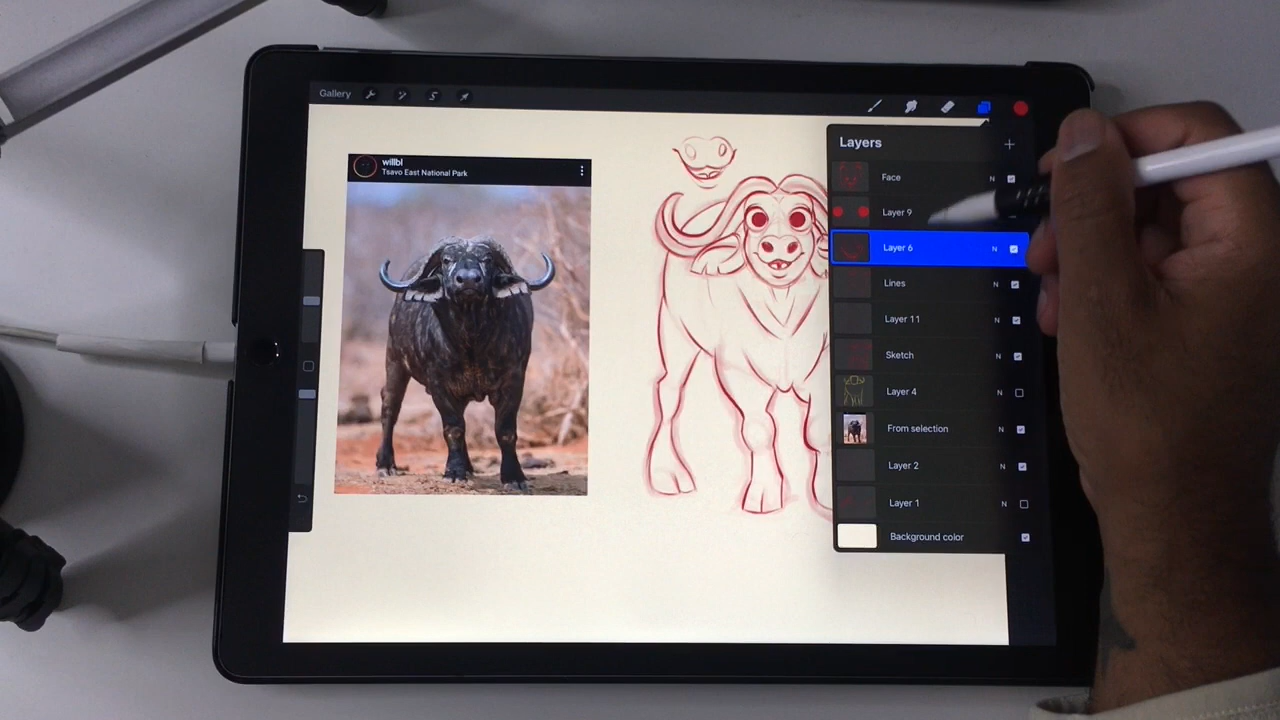 Gallery
willbl
Tsavo East National Park
Layers
Face N
Layer 9
Layer 6 N
Lines N
Layer 11 N
Sketch N
Layer 4 N
From selection N
Layer 2 N
Layer 1 N
Background color